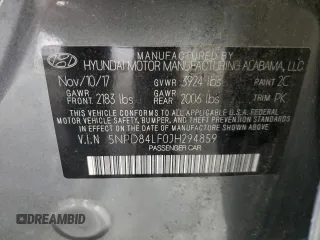 MANUFACTURED BY
HYUNDAI MOTOR MANUFACTURING ALABAMA, LLC
Nov/10/17 GVWR 3924 lbs PAINT 2C
GAWR GAWR
FRONT 2183 lbs REAR 2006 lbs TRIM PK
THIS VEHICLE CONFORMS TO ALL APPLICABLE U.S. FEDERAL MOTOR
VEHICLE SAFETY, BUMPER, AND THEFT PREVENTION STANDARDS IN
EFFECT ON THE DATE OF MANUFACTURE SHOWN ABOVE.
V.I.N 5NPD84LF0JH294859
PASSENGER CAR